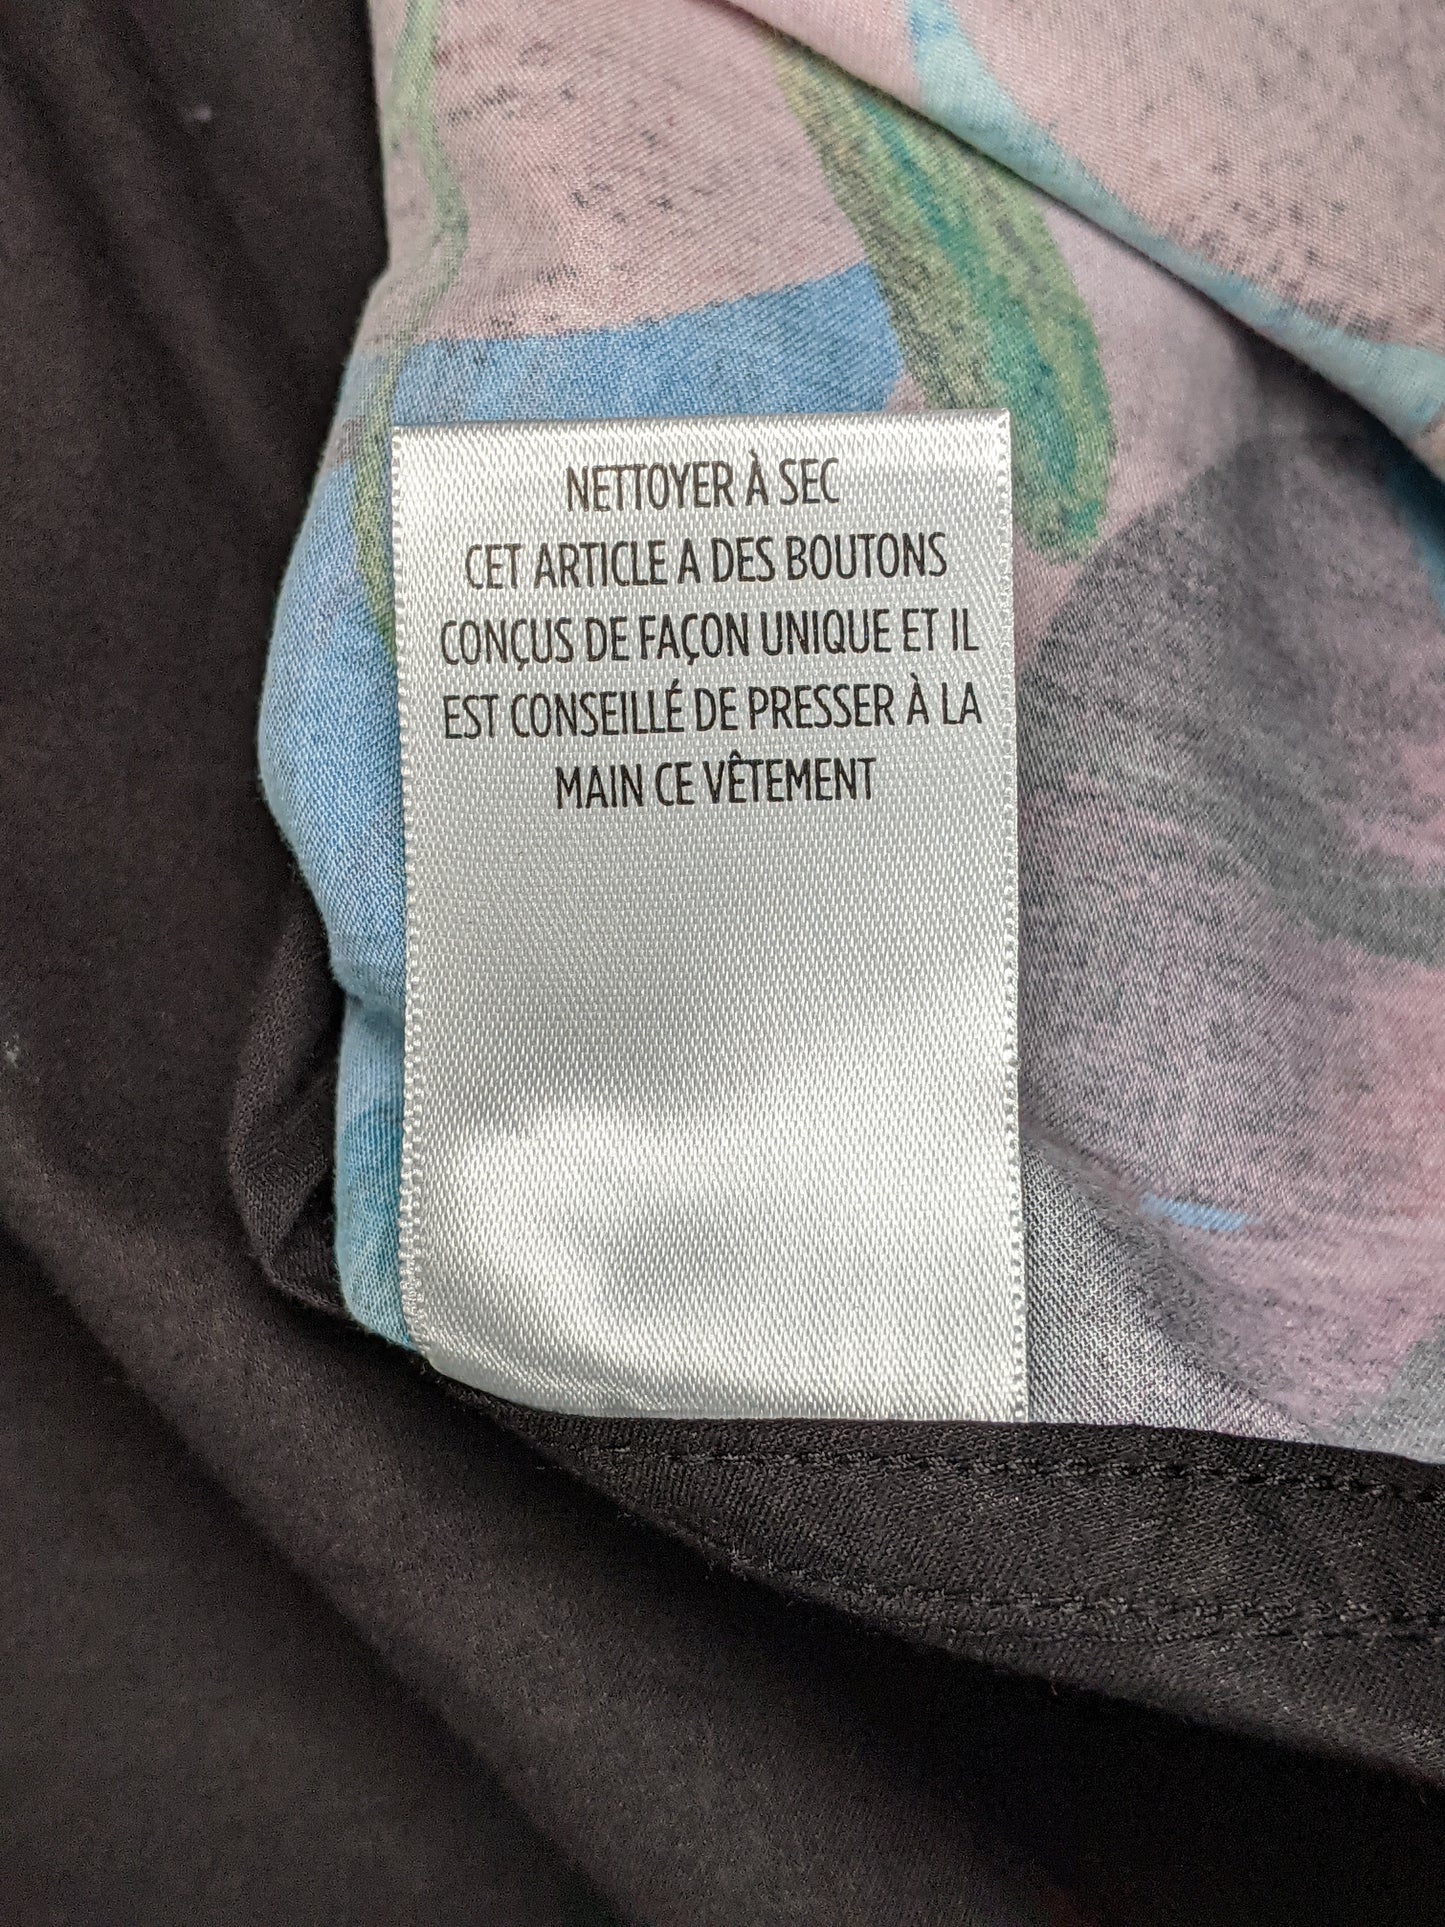 NETTOYER À SEC
CET ARTICLE A DES BOUTONS
CONÇUS DE FAÇON UNIQUE ET IL
EST CONSEILLÉ DE PRESSER À LA
MAIN CE VÊTEMENT